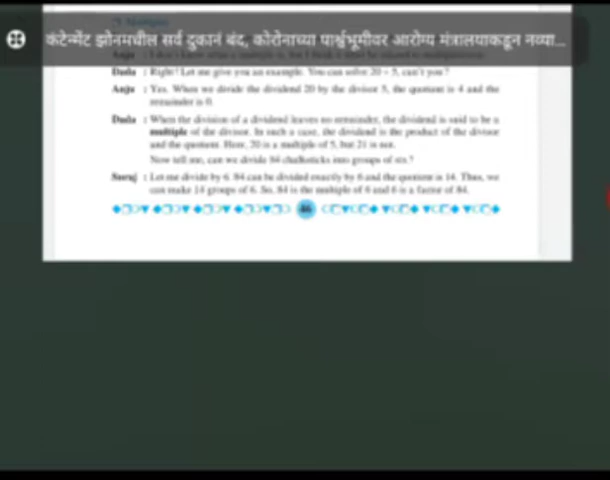 कंटेन्मेंट झोनमधील सर्व दुकानं बंद, कोरोनाच्या पार्श्वभूमीवर आरोग्य मंत्रालयाकडून नव्या...
Dada : Right! Let me give you an example. You can solve 20 ÷ 5, can't you?
Anju : Yes. When we divide the dividend 20 by the divisor 5, the quotient is 4 and the
remainder is 0.
Dada : When the division of a dividend leaves no remainder, the dividend is said to be a
multiple of the divisor. In such a case, the dividend is the product of the divisor
and the quotient. Here, 20 is a multiple of 5, but 21 is not.
Now tell me, can we divide 84 chalksticks into groups of six?
Suraj : Let me divide by 6. 84 can be divided exactly by 6 and the quotient is 14. Thus, we
can make 14 groups of 6. So, 84 is the multiple of 6 and 6 is a factor of 84.
46